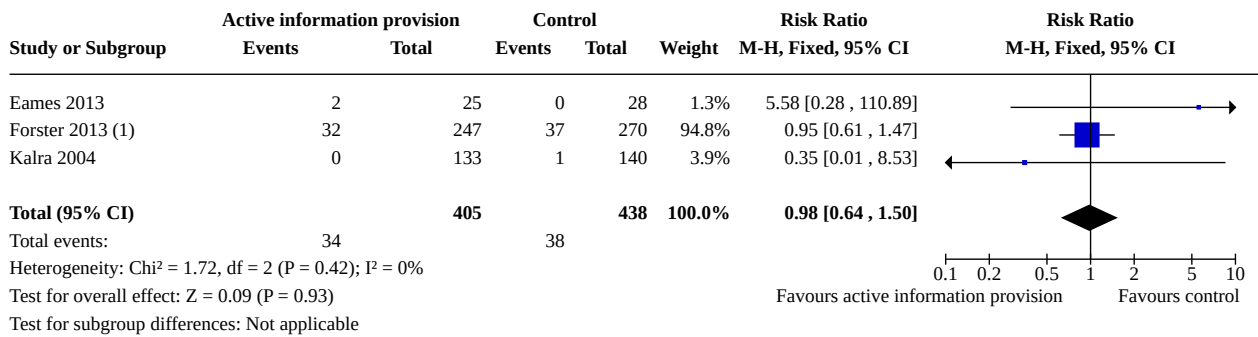 Active information provision Control Risk Ratio Risk Ratio
Study or Subgroup Events Total Events Total Weight M-H, Fixed, 95% CI M-H, Fixed, 95% CI
Eames 2013 2 25 0 28 1.3% 5.58 [0.28 , 110.89]
Forster 2013 (1) 32 247 37 270 94.8% 0.95 [0.61 , 1.47]
Kalra 2004 0 133 1 140 3.9% 0.35 [0.01 , 8.53]
Total (95% CI) 405 438 100.0% 0.98 [0.64 , 1.50]
Total events: 34 38
Heterogeneity: Chi² = 1.72, df = 2 (P = 0.42); I² = 0%
0.1 0.2 0.5 1 2 5 10
Test for overall effect: Z = 0.09 (P = 0.93)
Favours active information provision Favours control
Test for subgroup differences: Not applicable